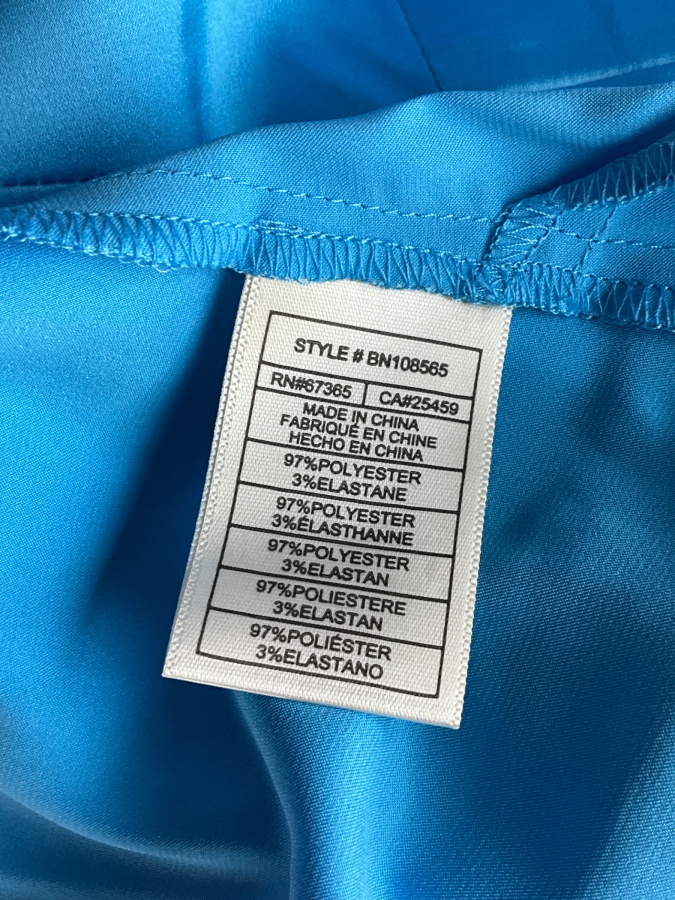 STYLE # BN108565
RN#67365 CA#25459
MADE IN CHINA
FABRIQUÉ EN CHINE
HECHO EN CHINA
97%POLYESTER
3%ELASTANE
97%POLYESTER
3%ÉLASTHANNE
97%POLYESTER
3%ELASTAN
97%POLIESTERE
3%ELASTAN
97%POLIÉSTER
3%ELASTANO